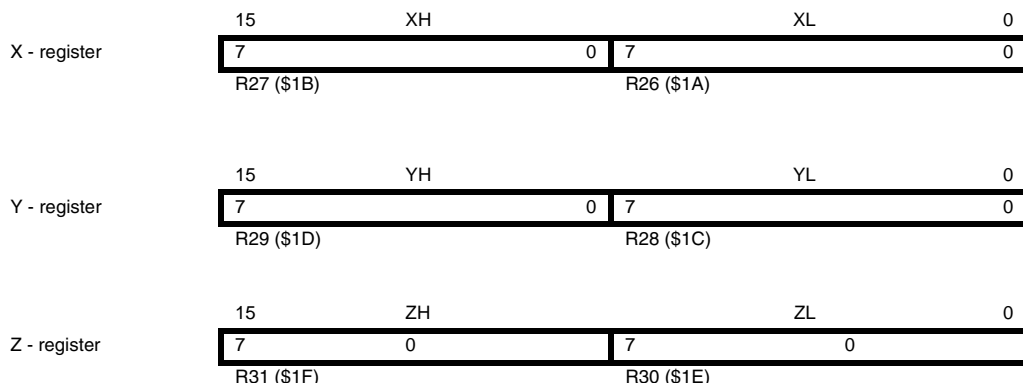 15 XH XL 0
X - register 7 0 7 0
R27 ($1B) R26 ($1A)
15 YH YL 0
Y - register 7 0 7 0
R29 ($1D) R28 ($1C)
15 ZH ZL 0
Z - register 7 0 7 0
R31 ($1F) R30 ($1E)